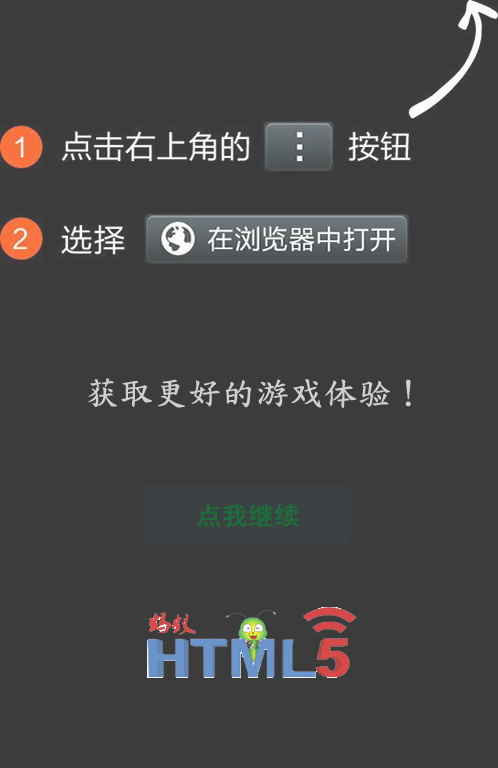 1 点击右上角的 按钮
2 选择 在浏览器中打开
获取更好的游戏体验！
点我继续
蚂蚁
HTML5